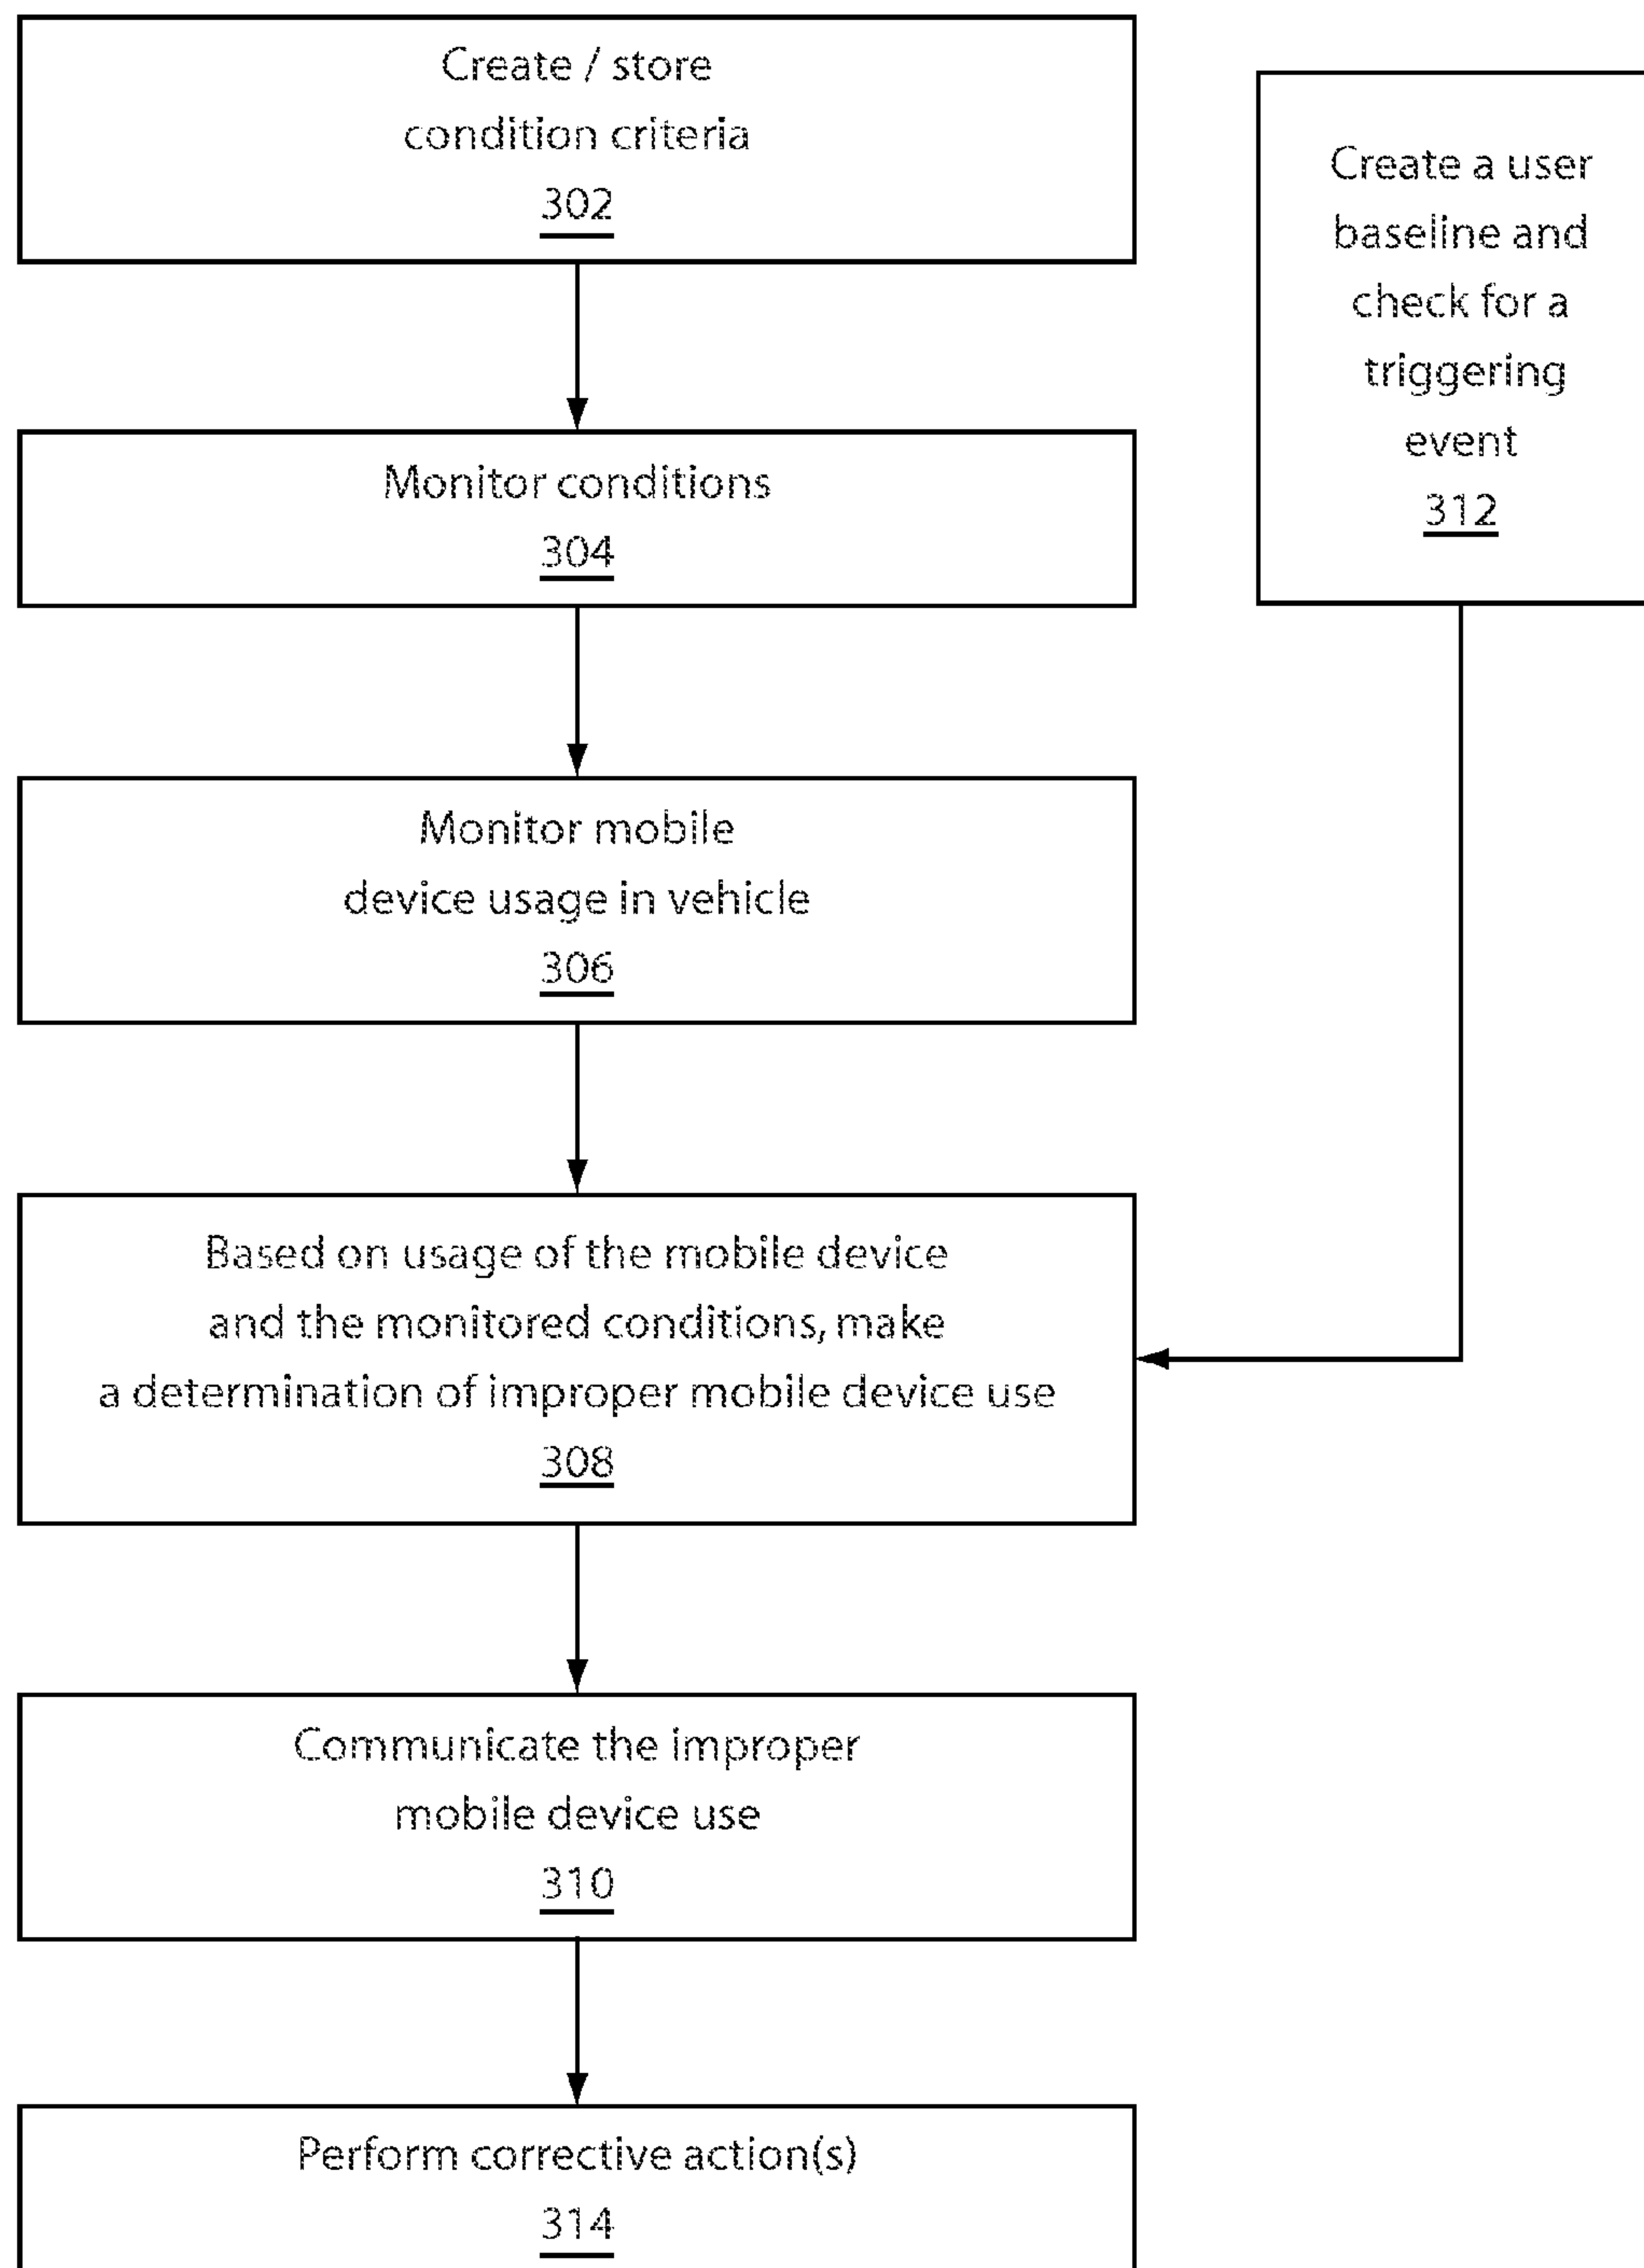 Create / store
condition criteria
302
Monitor conditions
304
Monitor mobile
device usage in vehicle
306
Based on usage of the mobile device
and the monitored conditions, make
a determination of improper mobile device use
308
Communicate the improper
mobile device use
310
Perform corrective action(s)
314
Create a user
baseline and
check for a
triggering
event
312